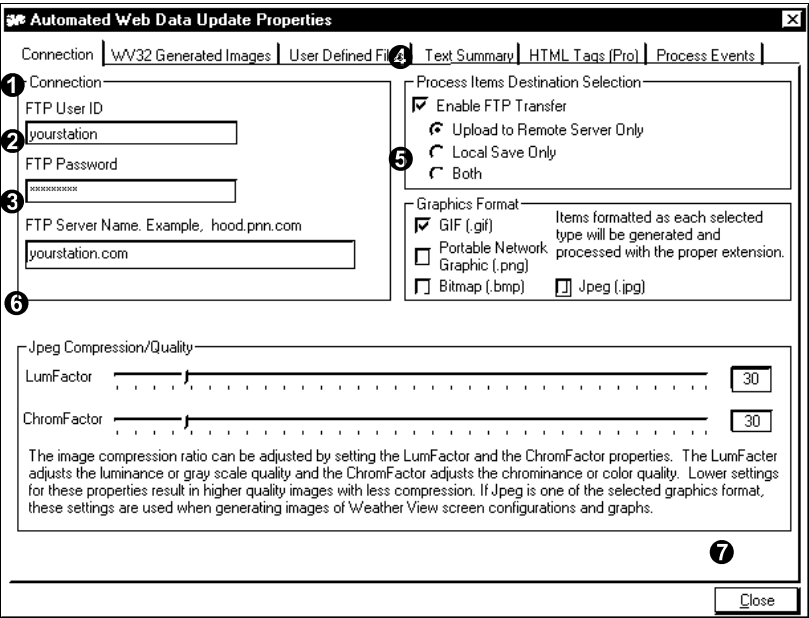 Automated Web Data Update Properties
Connection WV32 Generated Images User Defined Files 4 Text Summary HTML Tags (Pro) Process Events
1 Connection
FTP User ID
2 yourstation
FTP Password
3 ×××××××××
FTP Server Name. Example, hood.pnn.com
yourstation.com
6
Process Items Destination Selection
Enable FTP Transfer
Upload to Remote Server Only
5 Local Save Only
Both
Graphics Format
GIF (.gif)
Portable Network
Graphic (.png)
Bitmap (.bmp)
Jpeg (.jpg)
Items formatted as each selected
type will be generated and
processed with the proper extension.
Jpeg Compression/Quality
LumFactor 30
ChromFactor 30
The image compression ratio can be adjusted by setting the LumFactor and the ChromFactor properties. The LumFacter
adjusts the luminance or gray scale quality and the ChromFactor adjusts the chrominance or color quality. Lower settings
for these properties result in higher quality images with less compression. If Jpeg is one of the selected graphics format,
these settings are used when generating images of Weather View screen configurations and graphs.
7
Close